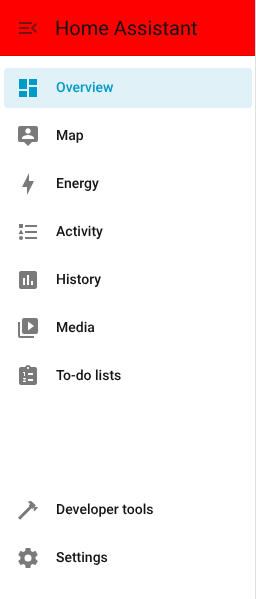 Home Assistant
Overview
Map
Energy
Activity
History
Media
To-do lists
Developer tools
Settings